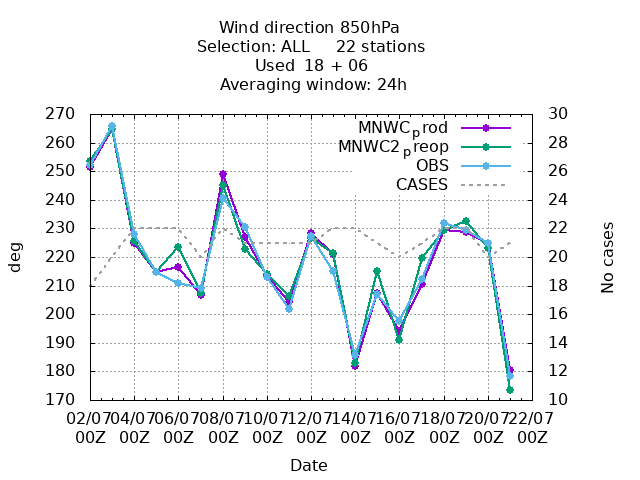 Wind direction 850hPa
Selection: ALL 22 stations
Used 18 + 06
Averaging window: 24h
270 30
MNWCprod
260 28
MNWC2preop
250 OBS 26
240 CASES 24
230 22
220 20
210 18
200 16
190 14
180 12
170 10
deg
No cases
02/07 04/07 06/07 08/07 10/07 12/07 14/07 16/07 18/07 20/07 22/07
00Z 00Z 00Z 00Z 00Z 00Z 00Z 00Z 00Z 00Z 00Z
Date